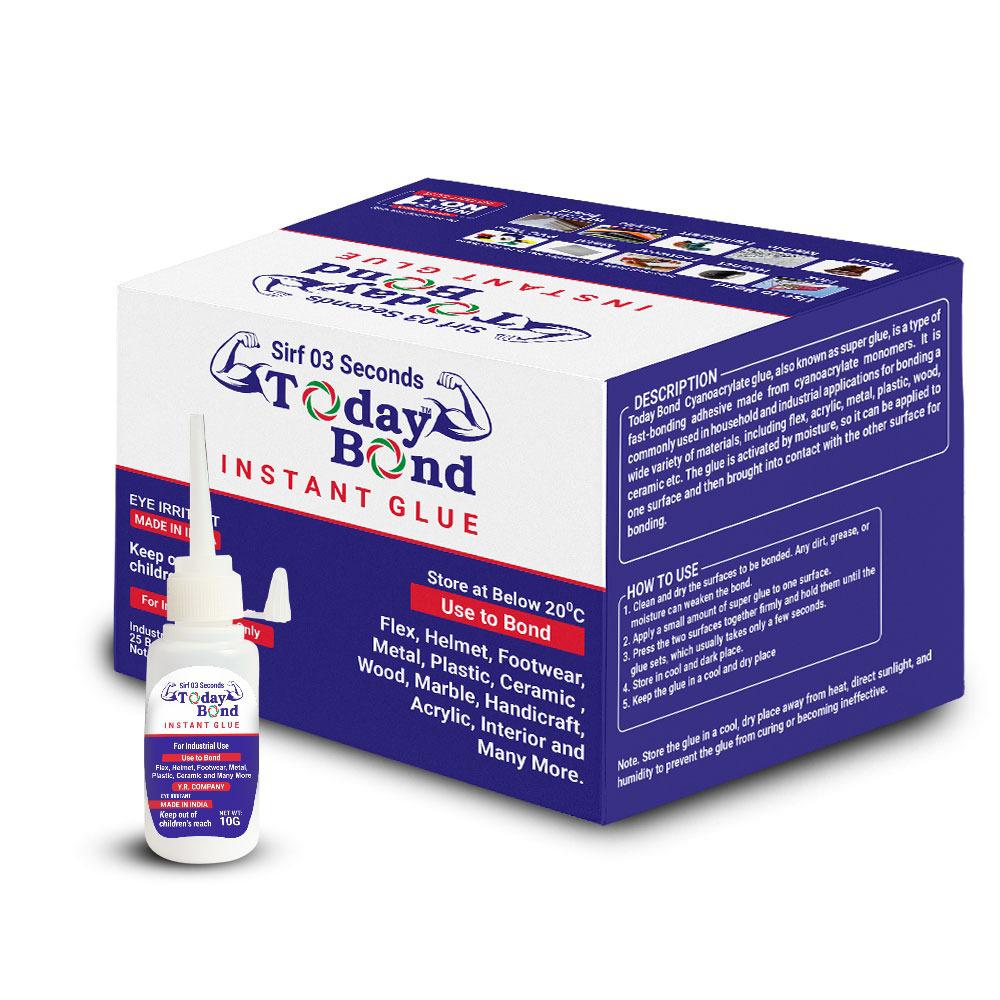 INDIA'S
NO.1
INSTANT GLUE
Today
Bond
Sirf 03 Seconds
Use to Bond
Sirf 03 Seconds
Today™
Bond
INSTANT GLUE
EYE IRRIT
MADE IN I
Keep
childre
For I
Only
Indust
25 B
Not
Store at Below 20⁰C
Use to Bond
Flex, Helmet, Footwear,
Metal, Plastic, Ceramic ,
Wood, Marble, Handicraft,
Acrylic, Interior and
Many More.
DESCRIPTION
Today Bond Cyanoacrylate glue, also known as super glue, is a type of
fast-bonding adhesive made from cyanoacrylate monomers. It is
commonly used in household and industrial applications for bonding a
wide variety of materials, including flex, acrylic, metal, plastic, wood,
ceramic etc. The glue is activated by moisture, so it can be applied to
one surface and then brought into contact with the other surface for
bonding.
HOW TO USE
1. Clean and dry the surfaces to be bonded. Any dirt, grease, or
moisture can weaken the bond.
2. Apply a small amount of super glue to one surface.
3. Press the two surfaces together firmly and hold them until the
glue sets, which usually takes only a few seconds.
4. Store in cool and dark place.
5. Keep the glue in a cool and dry place
Note. Store the glue in a cool, dry place away from heat, direct sunlight, and
humidity to prevent the glue from curing or becoming ineffective.
Sirf 03 Seconds
Today
Bond
INSTANT GLUE
For Industrial Use
Use to Bond
Flex, Helmet, Footwear, Metal,
Plastic, Ceramic and Many More
Y.R. COMPANY
EYE IRRITANT
MADE IN INDIA
Keep out of
children's reach
NET WT:
10G